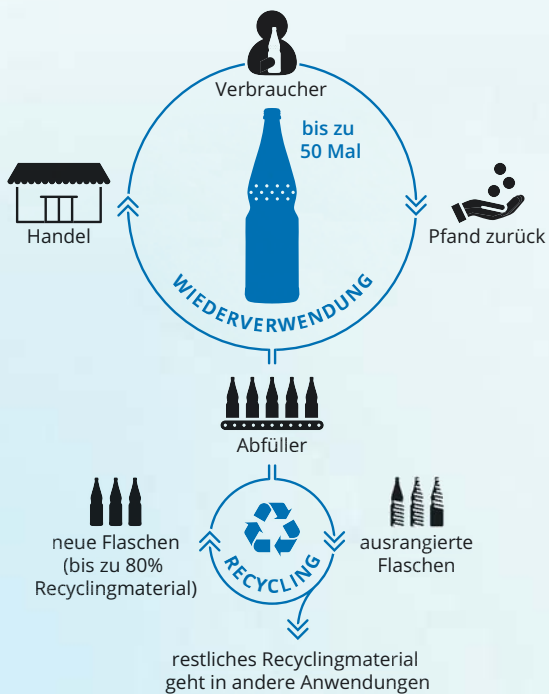 Verbraucher
bis zu
50 Mal
Handel
Pfand zurück
WIEDERVERWENDUNG
Abfüller
neue Flaschen
(bis zu 80%
Recyclingmaterial)
RECYCLING
ausrangierte
Flaschen
restliches Recyclingmaterial
geht in andere Anwendungen